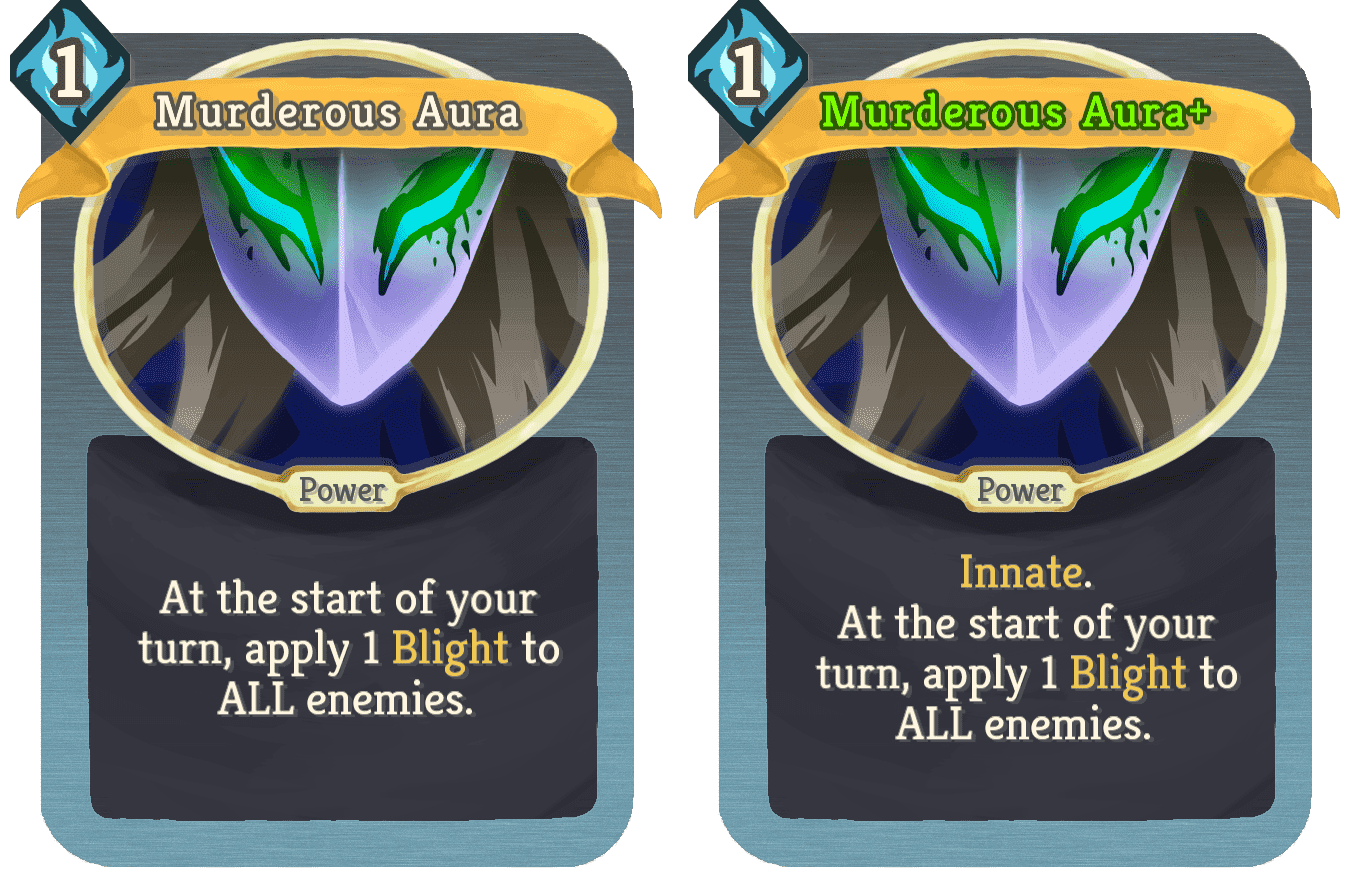 1
Murderous Aura
Power
At the start of your
turn, apply 1 Blight to
ALL enemies.
1
Murderous Aura+
Power
Innate.
At the start of your
turn, apply 1 Blight to
ALL enemies.